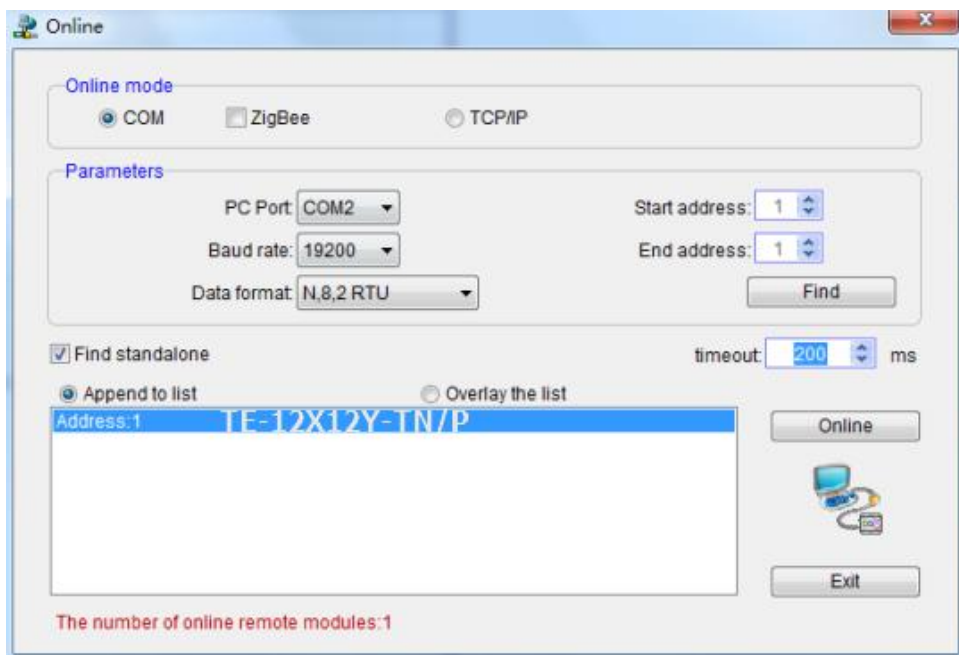 Online
Online mode
COM ZigBee TCP/IP
Parameters
PC Port: COM2 Start address: 1
Baud rate: 19200 End address: 1
Data format: N,8,2 RTU Find
Find standalone timeout: 200 ms
Append to list Overlay the list
Address:1 TE-12X12Y-TN/P
Online
Exit
The number of online remote modules:1